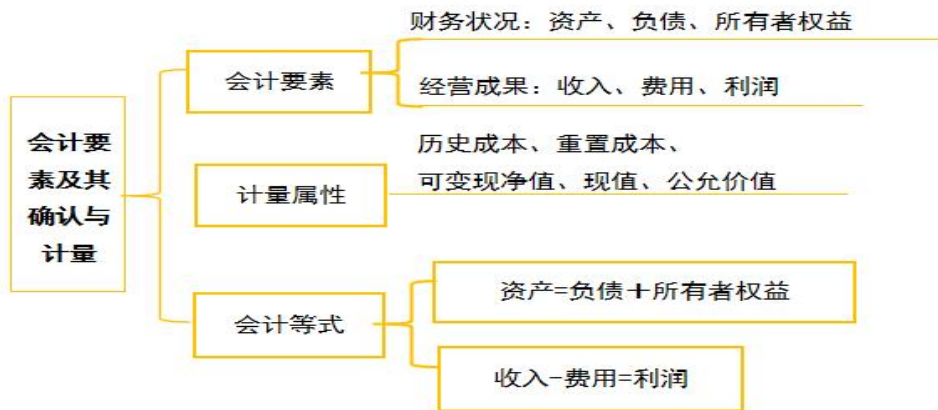 会计要
素及其
确认与
计量
会计要素
财务状况：资产、负债、所有者权益
经营成果：收入、费用、利润
计量属性
历史成本、重置成本、
可变现净值、现值、公允价值
会计等式
资产=负债＋所有者权益
收入-费用=利润